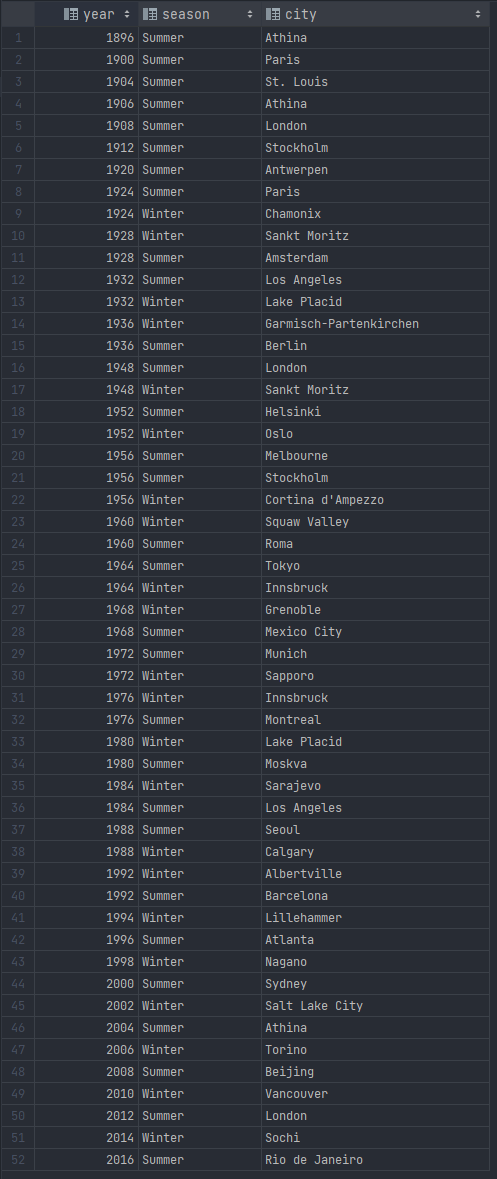 year season city
1 1896 Summer Athina
2 1900 Summer Paris
3 1904 Summer St. Louis
4 1906 Summer Athina
5 1908 Summer London
6 1912 Summer Stockholm
7 1920 Summer Antwerpen
8 1924 Summer Paris
9 1924 Winter Chamonix
10 1928 Winter Sankt Moritz
11 1928 Summer Amsterdam
12 1932 Summer Los Angeles
13 1932 Winter Lake Placid
14 1936 Winter Garmisch-Partenkirchen
15 1936 Summer Berlin
16 1948 Summer London
17 1948 Winter Sankt Moritz
18 1952 Summer Helsinki
19 1952 Winter Oslo
20 1956 Summer Melbourne
21 1956 Summer Stockholm
22 1956 Winter Cortina d'Ampezzo
23 1960 Winter Squaw Valley
24 1960 Summer Roma
25 1964 Summer Tokyo
26 1964 Winter Innsbruck
27 1968 Winter Grenoble
28 1968 Summer Mexico City
29 1972 Summer Munich
30 1972 Winter Sapporo
31 1976 Winter Innsbruck
32 1976 Summer Montreal
33 1980 Winter Lake Placid
34 1980 Summer Moskva
35 1984 Winter Sarajevo
36 1984 Summer Los Angeles
37 1988 Summer Seoul
38 1988 Winter Calgary
39 1992 Winter Albertville
40 1992 Summer Barcelona
41 1994 Winter Lillehammer
42 1996 Summer Atlanta
43 1998 Winter Nagano
44 2000 Summer Sydney
45 2002 Winter Salt Lake City
46 2004 Summer Athina
47 2006 Winter Torino
48 2008 Summer Beijing
49 2010 Winter Vancouver
50 2012 Summer London
51 2014 Winter Sochi
52 2016 Summer Rio de Janeiro